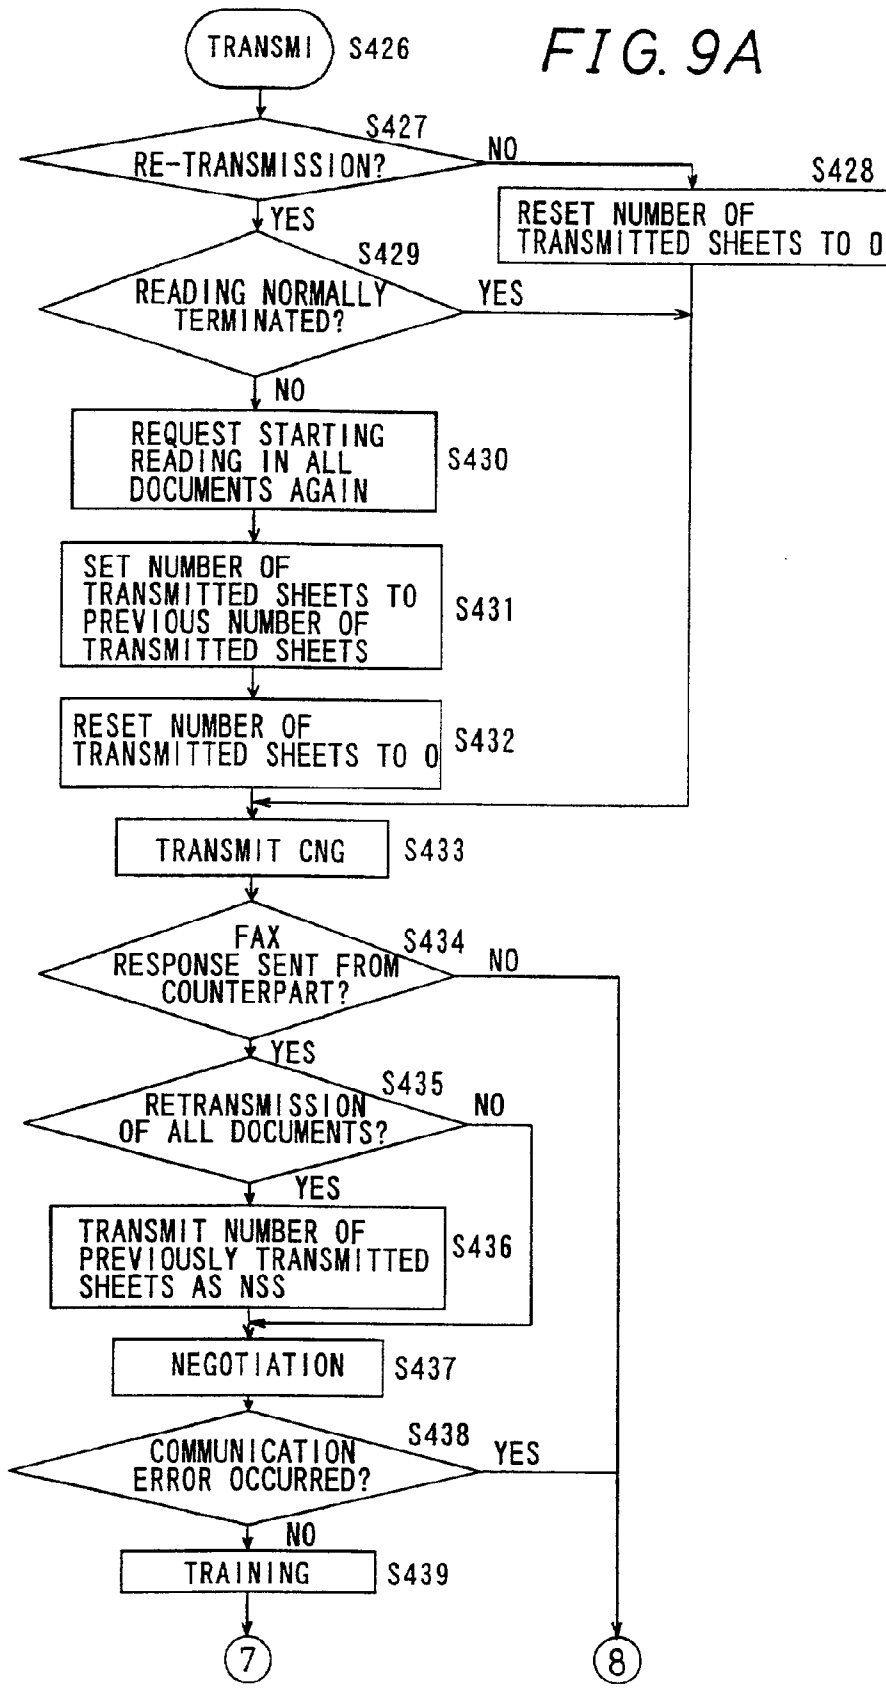 FIG. 9A
TRANSMI
S426
S427
RE-TRANSMISSION?
NO
S428
RESET NUMBER OF
TRANSMITTED SHEETS TO 0
YES
S429
READING NORMALLY
TERMINATED?
YES
NO
REQUEST STARTING
READING IN ALL
DOCUMENTS AGAIN
S430
SET NUMBER OF
TRANSMITTED SHEETS TO
PREVIOUS NUMBER OF
TRANSMITTED SHEETS
S431
RESET NUMBER OF
TRANSMITTED SHEETS TO 0
S432
TRANSMIT CNG
S433
FAX
RESPONSE SENT FROM
COUNTERPART?
S434
NO
YES
S435
RETRANSMISSION
OF ALL DOCUMENTS?
NO
YES
TRANSMIT NUMBER OF
PREVIOUSLY TRANSMITTED
SHEETS AS NSS
S436
NEGOTIATION
S437
S438
COMMUNICATION
ERROR OCCURRED?
YES
NO
TRAINING
S439
7
8